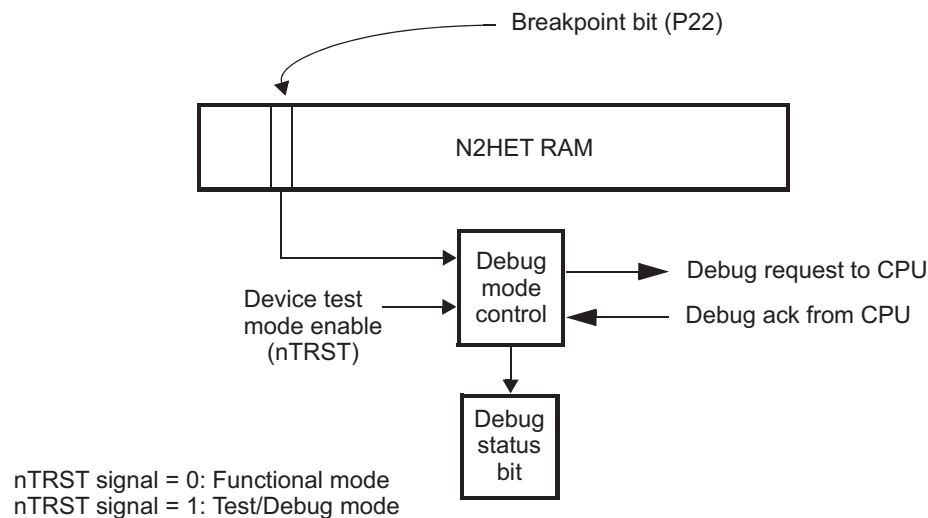 Breakpoint bit (P22)
N2HET RAM
Debug
mode
control
Debug request to CPU
Debug ack from CPU
Device test
mode enable
(nTRST)
Debug
status
bit
nTRST signal = 0: Functional mode
nTRST signal = 1: Test/Debug mode